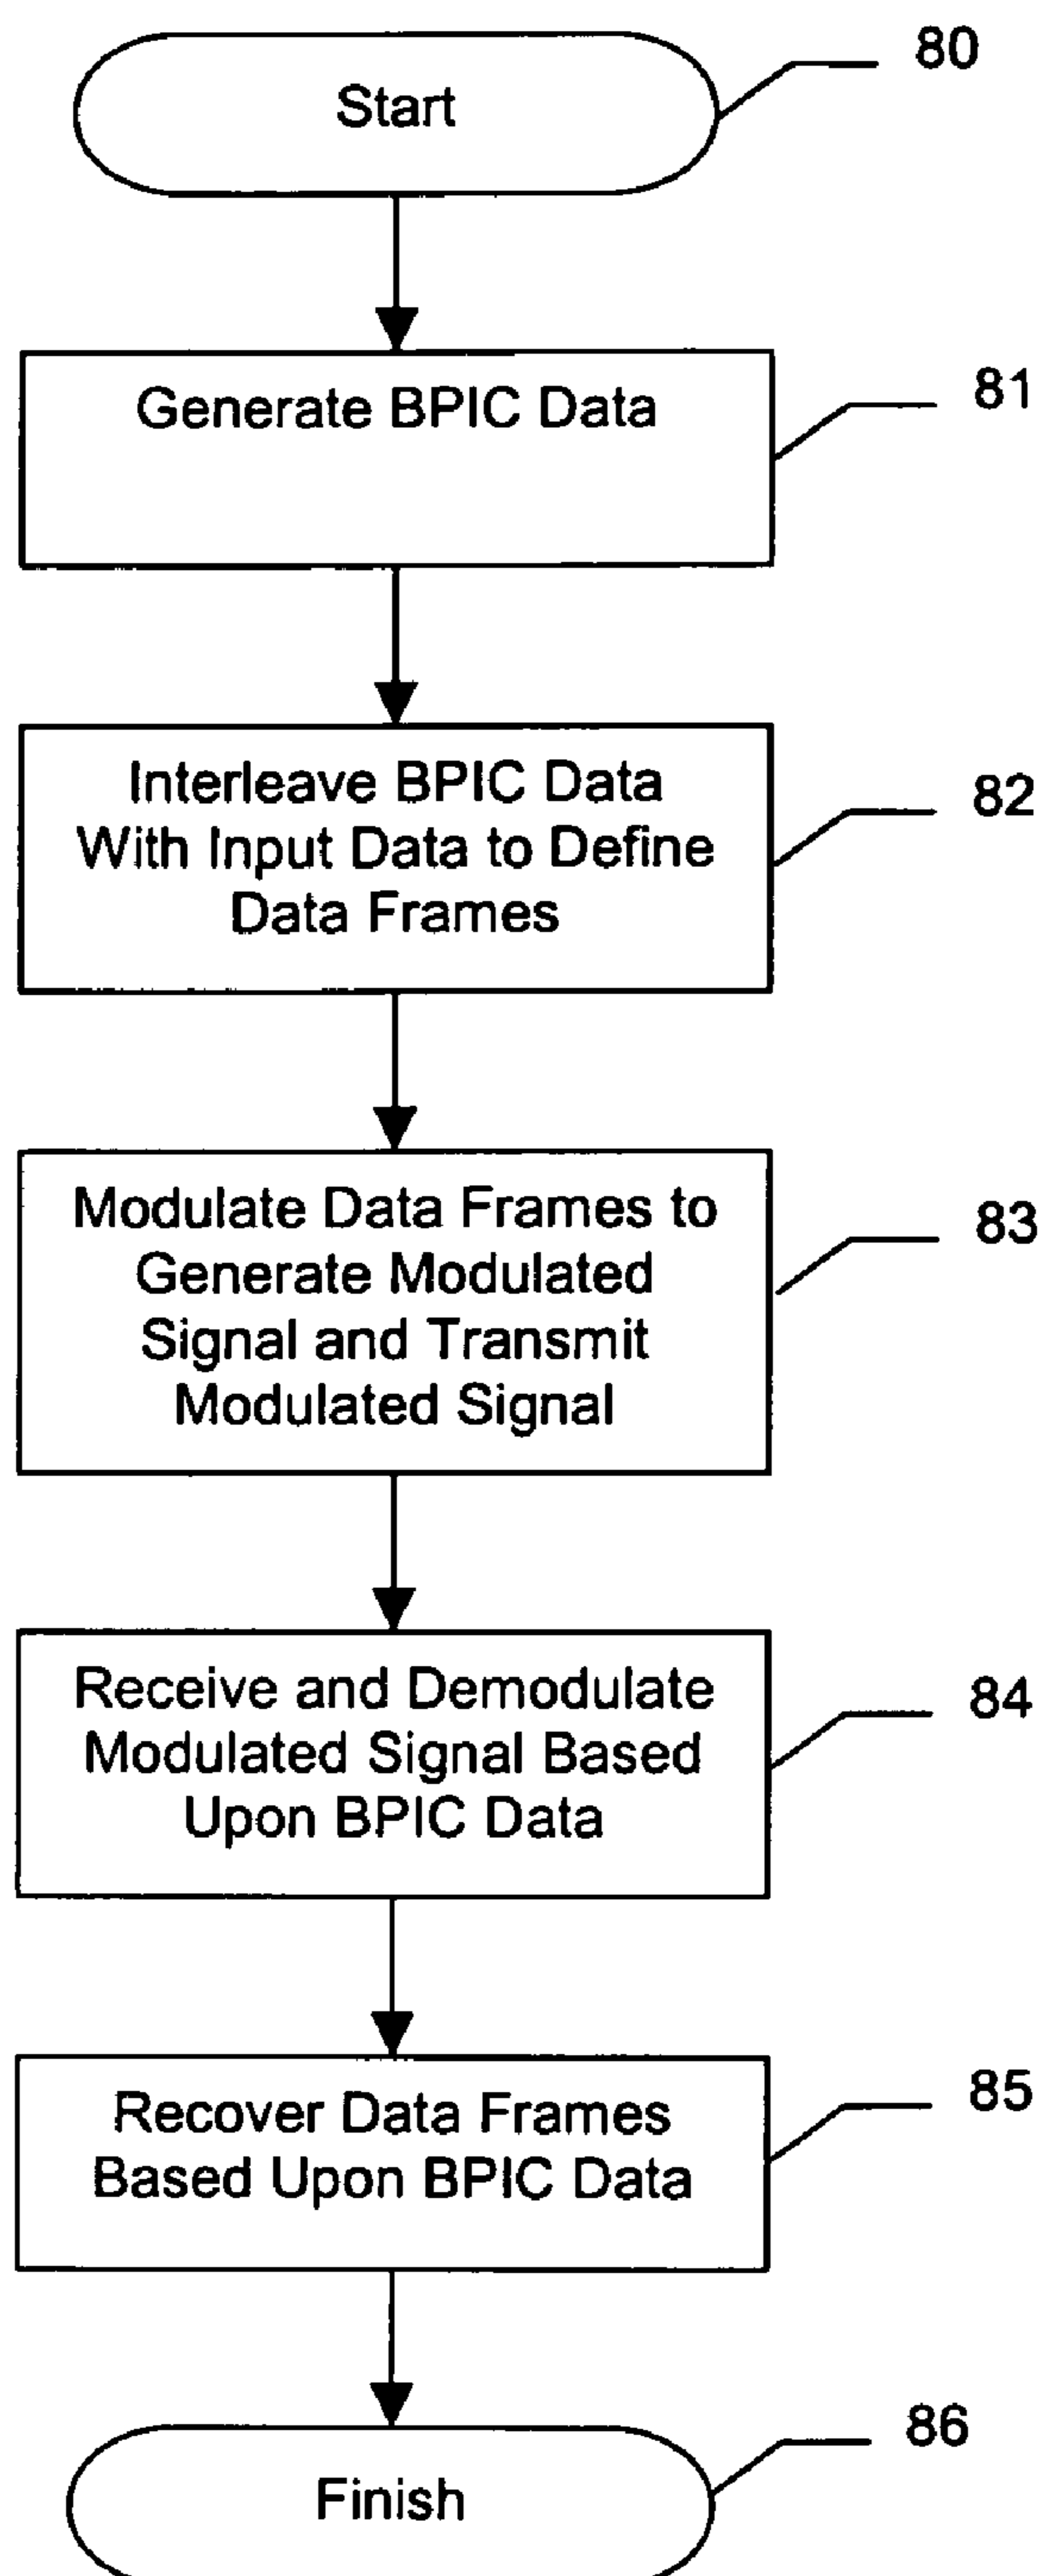 Start
80
Generate BPIC Data
81
Interleave BPIC Data
With Input Data to Define
Data Frames
82
Modulate Data Frames to
Generate Modulated
Signal and Transmit
Modulated Signal
83
Receive and Demodulate
Modulated Signal Based
Upon BPIC Data
84
Recover Data Frames
Based Upon BPIC Data
85
Finish
86